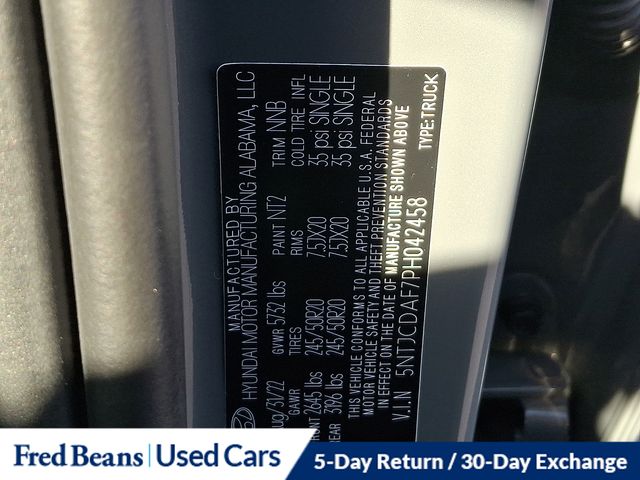 MANUFACTURED BY
HYUNDAI MOTOR MANUFACTURING ALABAMA, LLC
Aug/31/22 GVWR 5732 lbs PAINT NT2 TRIM NNB
GAWR TIRES RIMS COLD TIRE INFL
FRONT 2645 lbs 245/50R20 7.5JX20 35 psi SINGLE
REAR 3196 lbs 245/50R20 7.5JX20 35 psi SINGLE
THIS VEHICLE CONFORMS TO ALL APPLICABLE U.S.A. FEDERAL
MOTOR VEHICLE SAFETY AND THEFT PREVENTION STANDARDS
IN EFFECT ON THE DATE OF MANUFACTURE SHOWN ABOVE
V.I.N 5NTJCDAF7PH042458 TYPE:TRUCK
Fred Beans Used Cars
5-Day Return / 30-Day Exchange